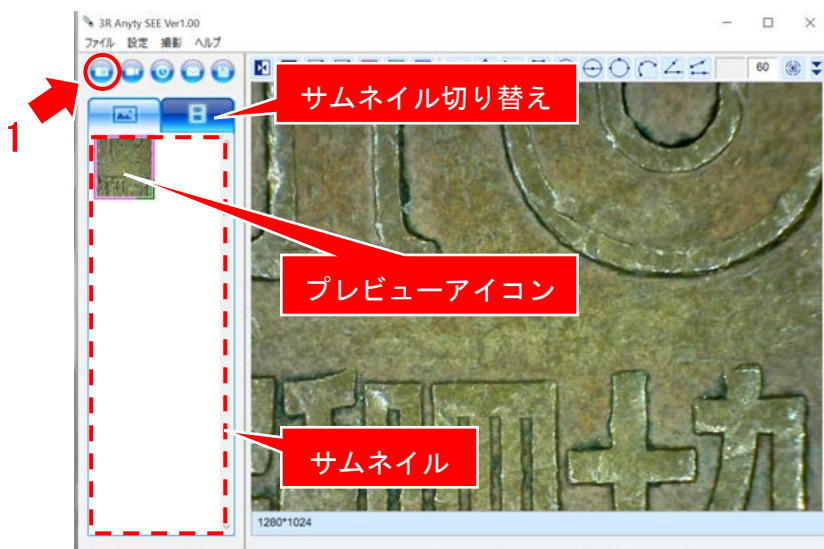 3R Anyty SEE Ver1.00
ファイル 設定 撮影 ヘルプ
60
サムネイル切り替え
1
プレビューアイコン
サムネイル
1280*1024